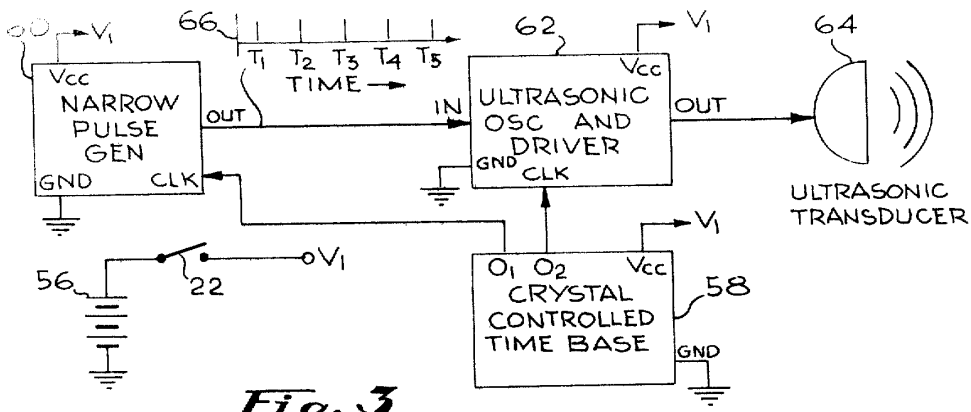 66
62
64
V1
V1
T1 T2 T3 T4 T5
TIME
VCC
NARROW
PULSE
GEN
OUT
GND
CLK
IN
VCC
ULTRASONIC
OSC AND
DRIVER
OUT
GND
CLK
ULTRASONIC
TRANSDUCER
V1
56
22
V1
O1 O2 VCC
CRYSTAL
CONTROLLED
TIME BASE
58
GND
Fig. 3